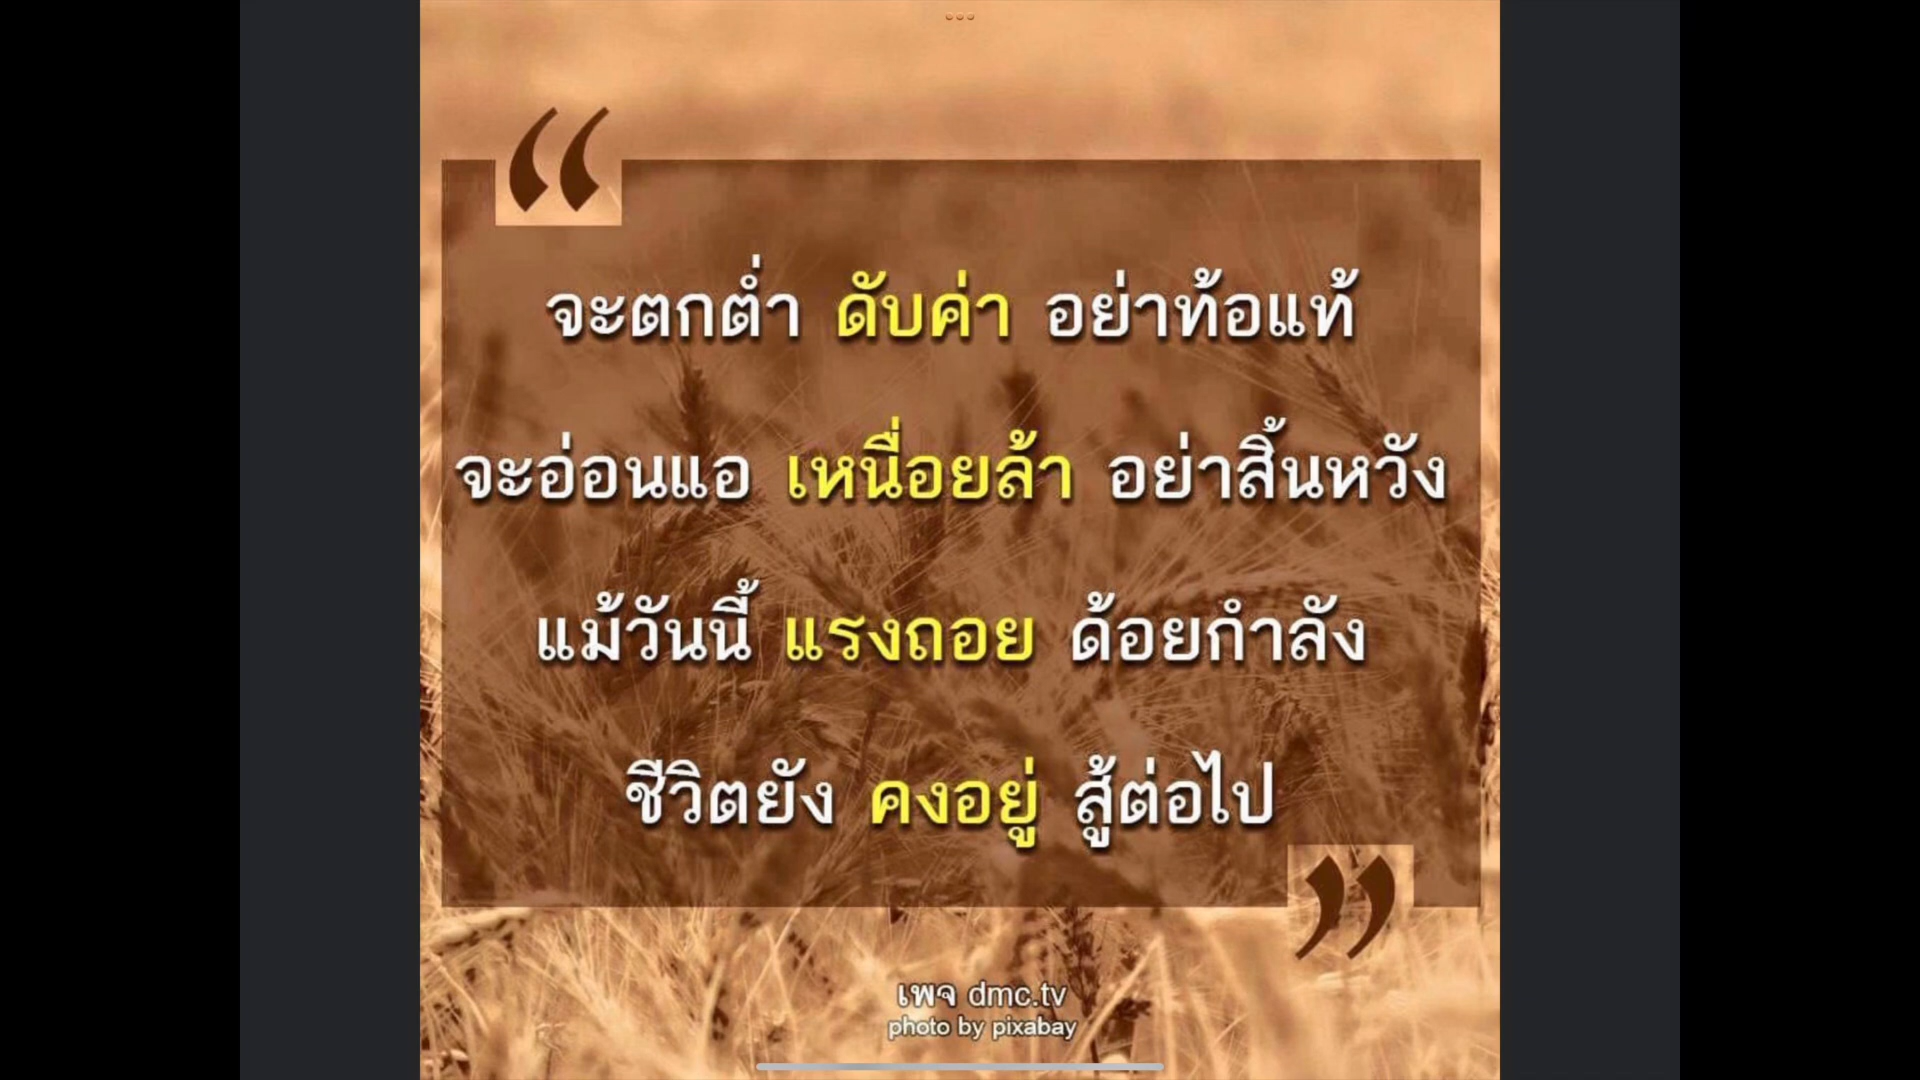 จะตกต่ำ ดับค่า อย่าท้อแท้
จะอ่อนแอ เหนื่อยล้า อย่าสิ้นหวัง
แม้วันนี้ แรงถอย ด้อยกำลัง
ชีวิตยัง คงอยู่ สู้ต่อไป
เพจ dmc.tv
photo by pixabay